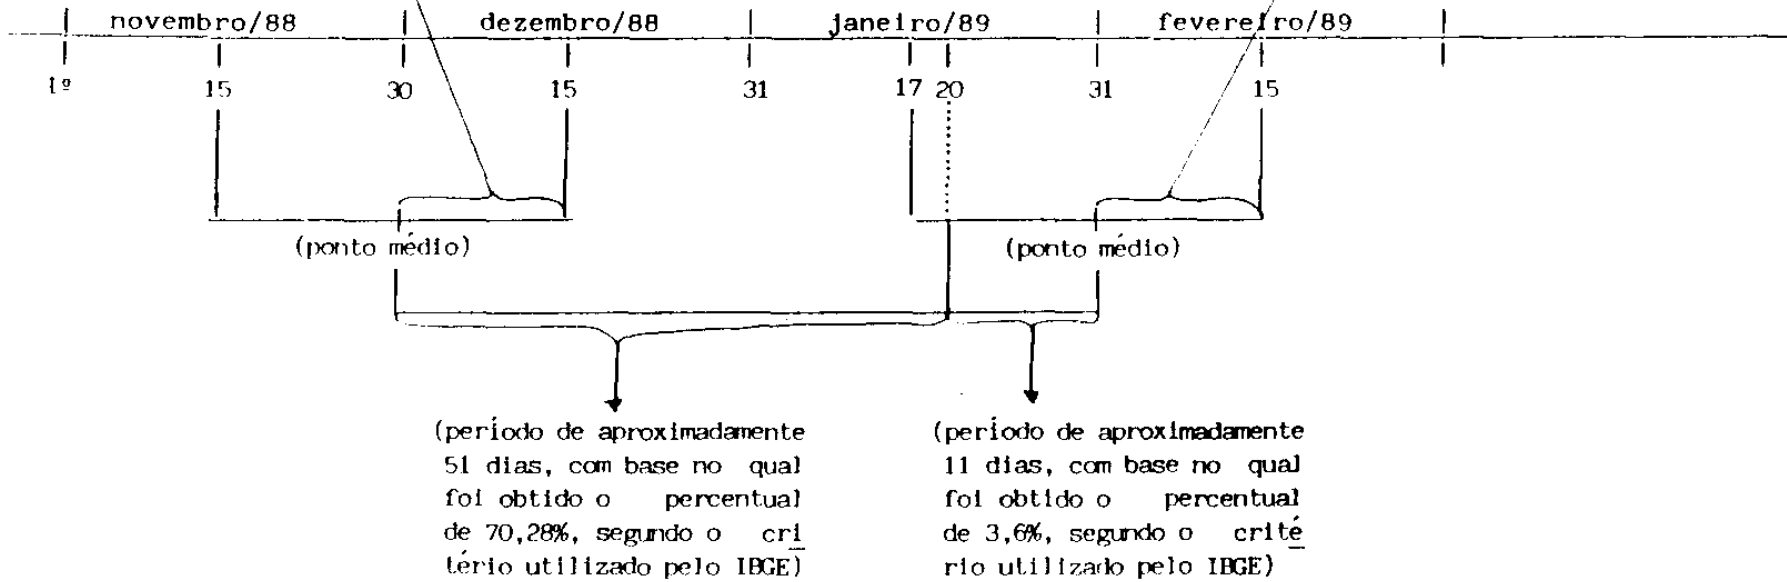 novembro/88 dezembro/88 janeiro/89 fevereiro/89
1º 15 30 15 31 17 20 31 15
(ponto médio) (ponto médio)
(período de aproximadamente
51 dias, com base no qual
foi obtido o percentual
de 70,28%, segundo o cri
tério utilizado pelo IBGE)
(período de aproximadamente
11 dias, com base no qual
foi obtido o percentual
de 3,6%, segundo o crité
rio utilizado pelo IBGE)